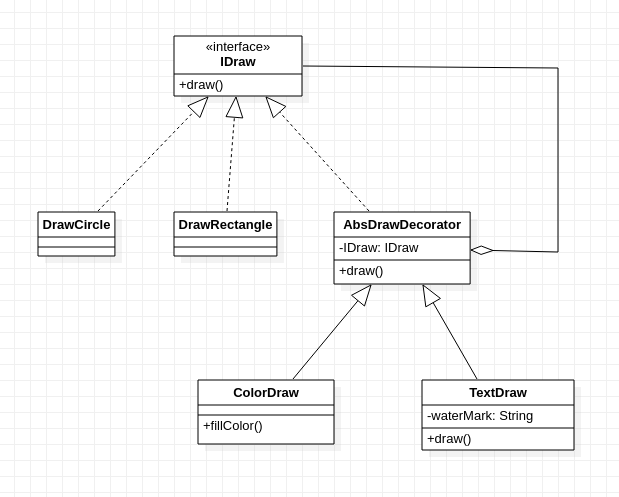 «interface»
IDraw
+draw()
DrawCircle
DrawRectangle
AbsDrawDecorator
-IDraw: IDraw
+draw()
ColorDraw
+fillColor()
TextDraw
-waterMark: String
+draw()